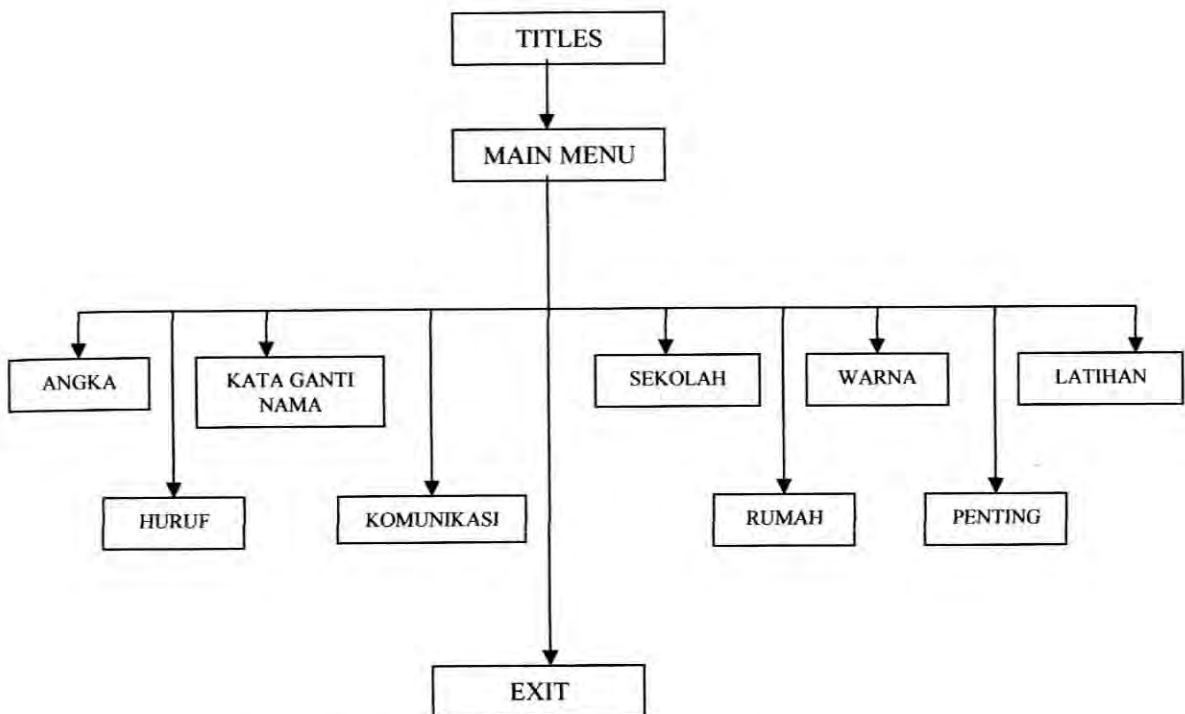 TITLES
MAIN MENU
ANGKA
KATA GANTI
NAMA
SEKOLAH
WARNA
LATIHAN
HURUF
KOMUNIKASI
RUMAH
PENTING
EXIT